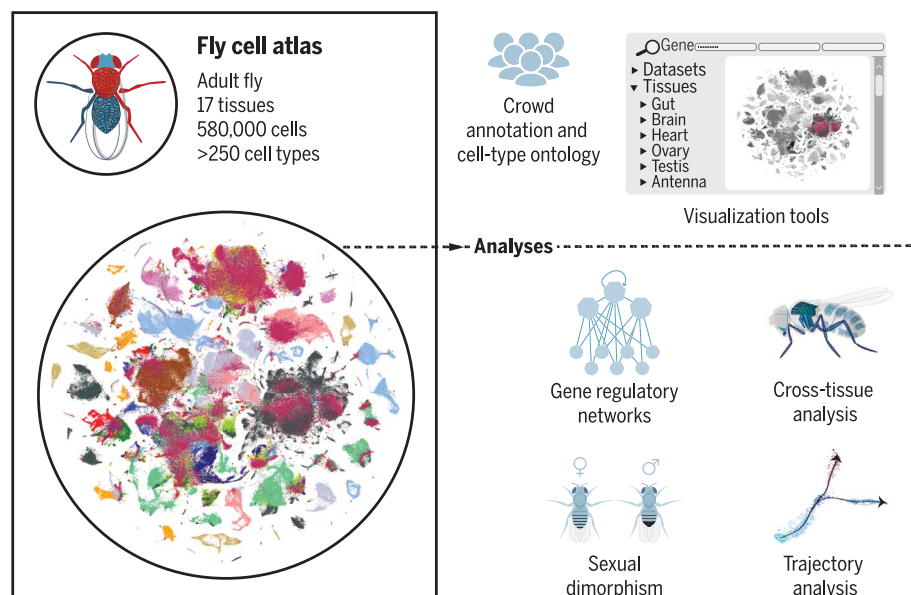 Fly cell atlas
Adult fly
17 tissues
580,000 cells
>250 cell types
Crowd
annotation and
cell-type ontology
Gene
Datasets
Tissues
Gut
Brain
Heart
Ovary
Testis
Antenna
Visualization tools
Analyses
Gene regulatory
networks
Cross-tissue
analysis
♀ ♂
Sexual
dimorphism
Trajectory
analysis